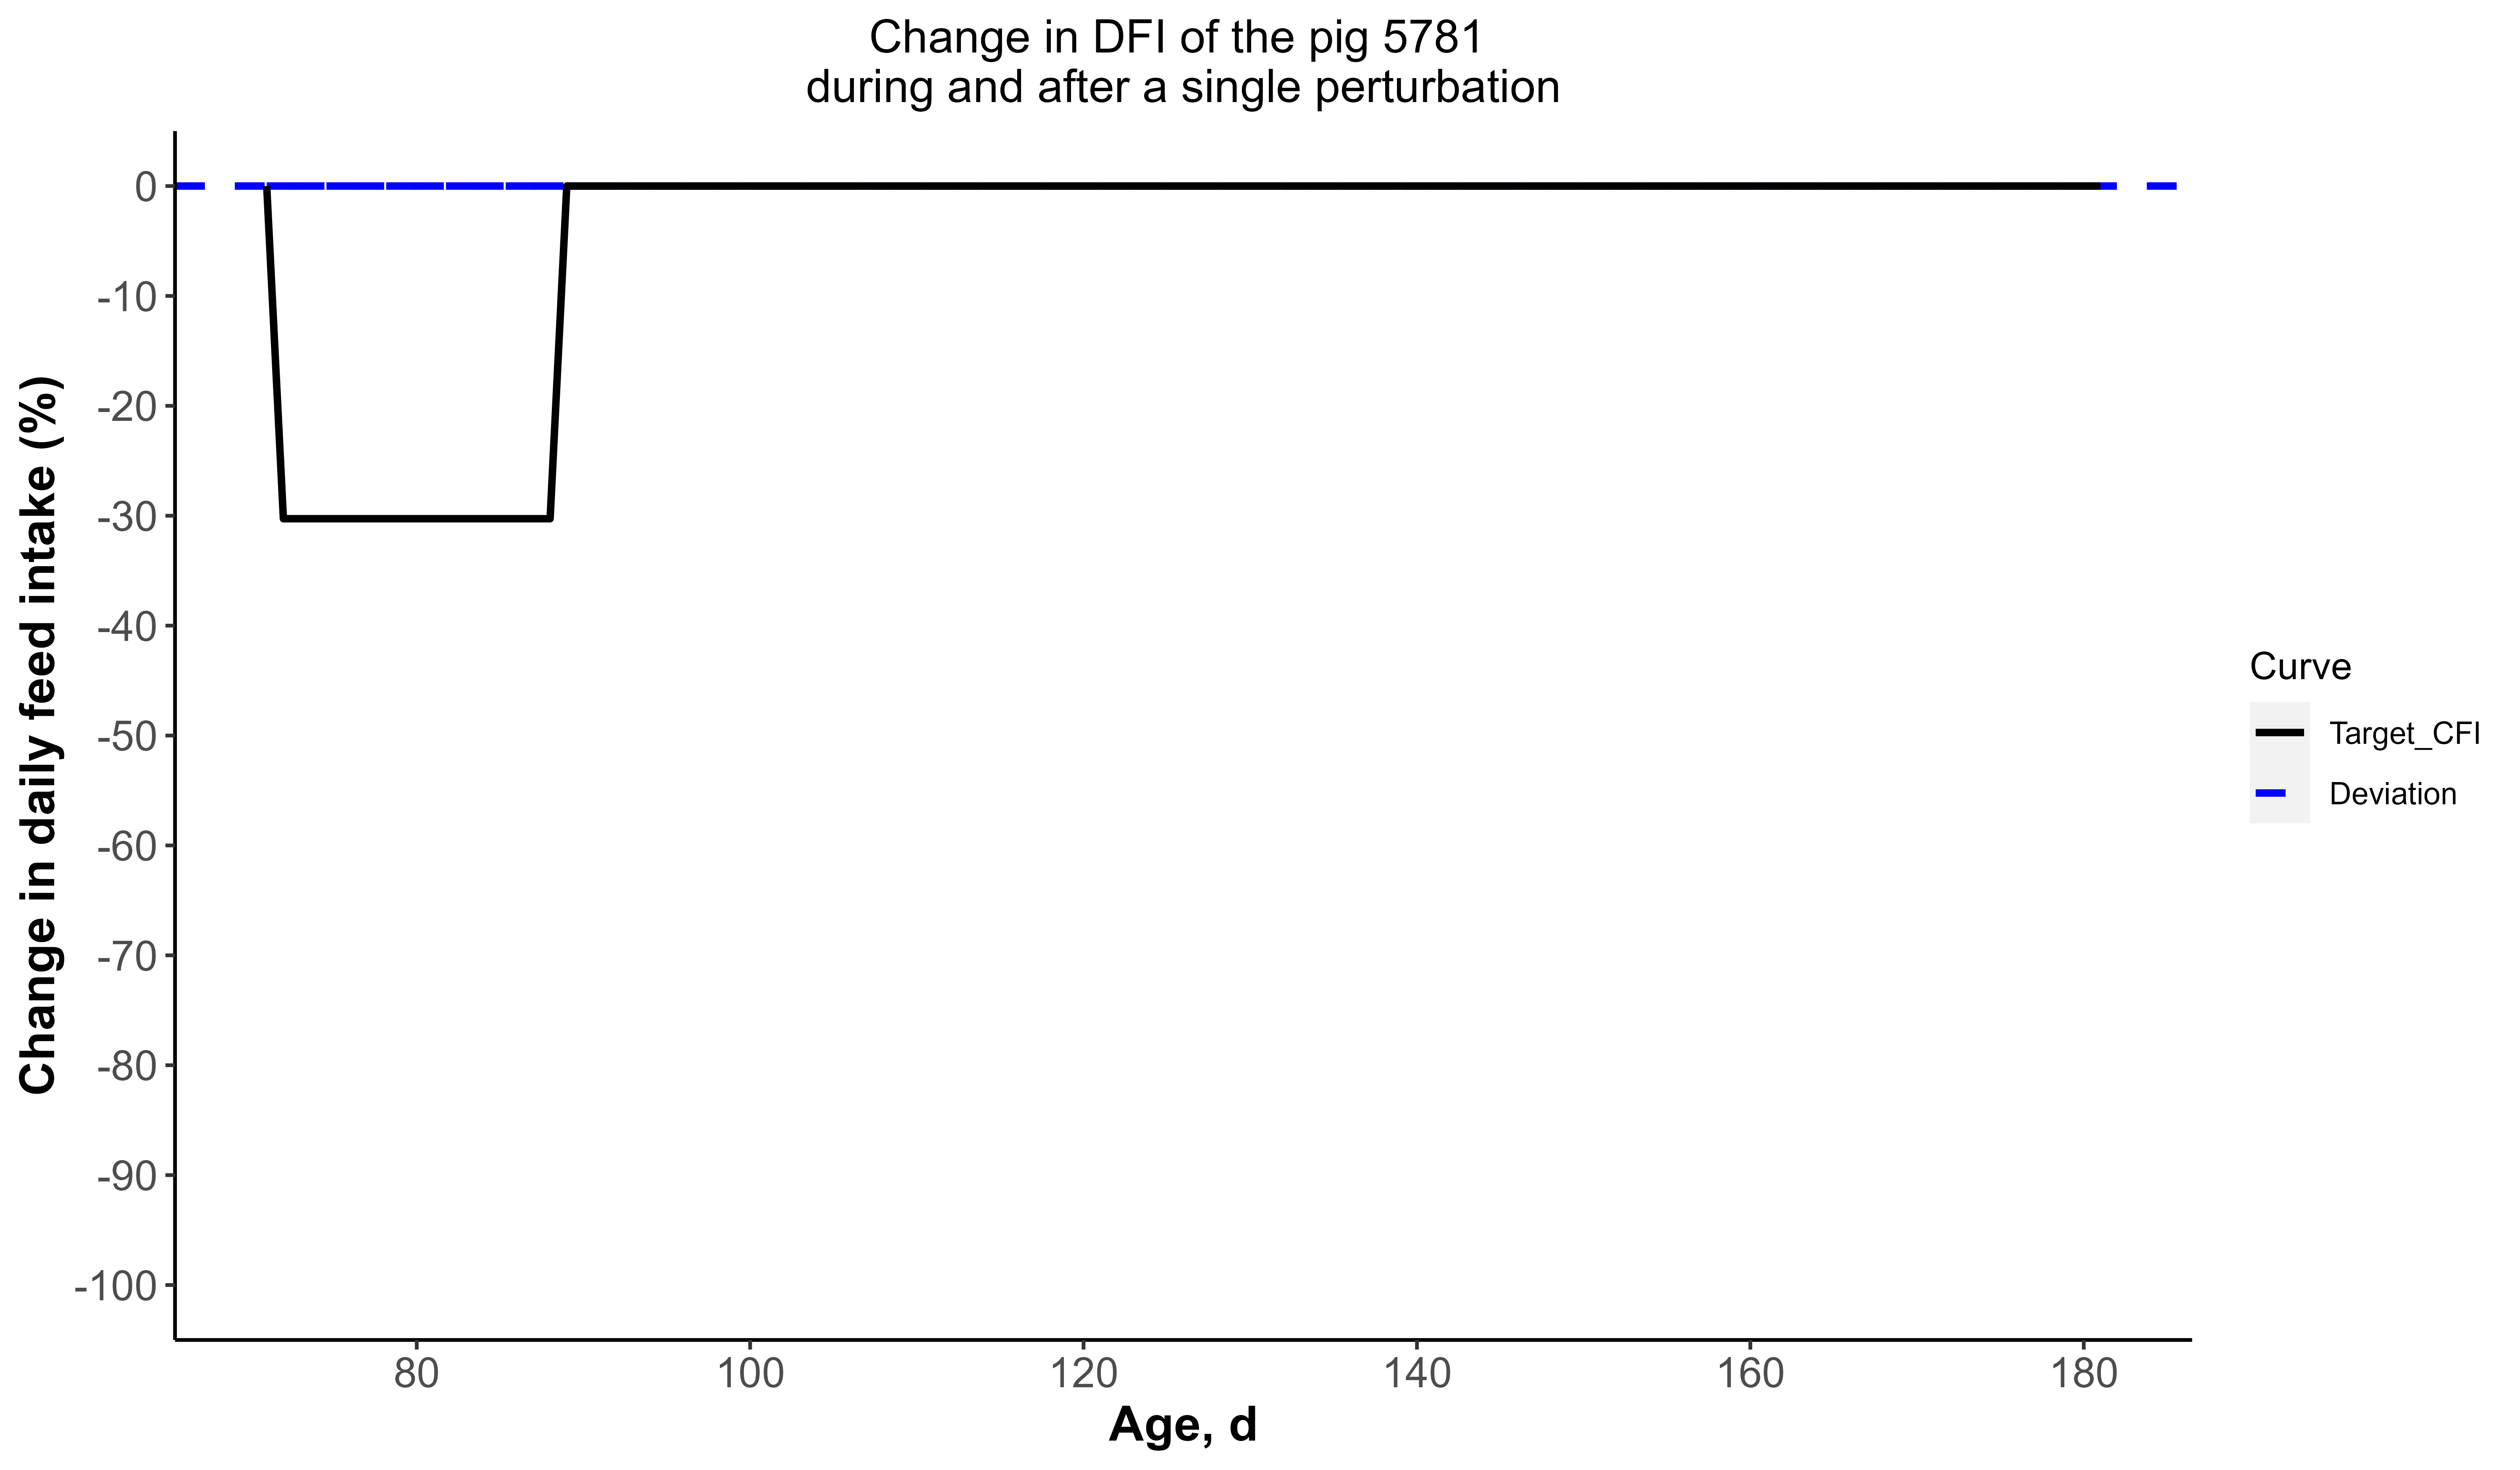 Change in DFI of the pig 5781
during and after a single perturbation
Change in daily feed intake (%)
0
-10
-20
-30
-40
-50
-60
-70
-80
-90
-100
80
100
120
140
160
180
Age, d
Curve
Target_CFI
Deviation